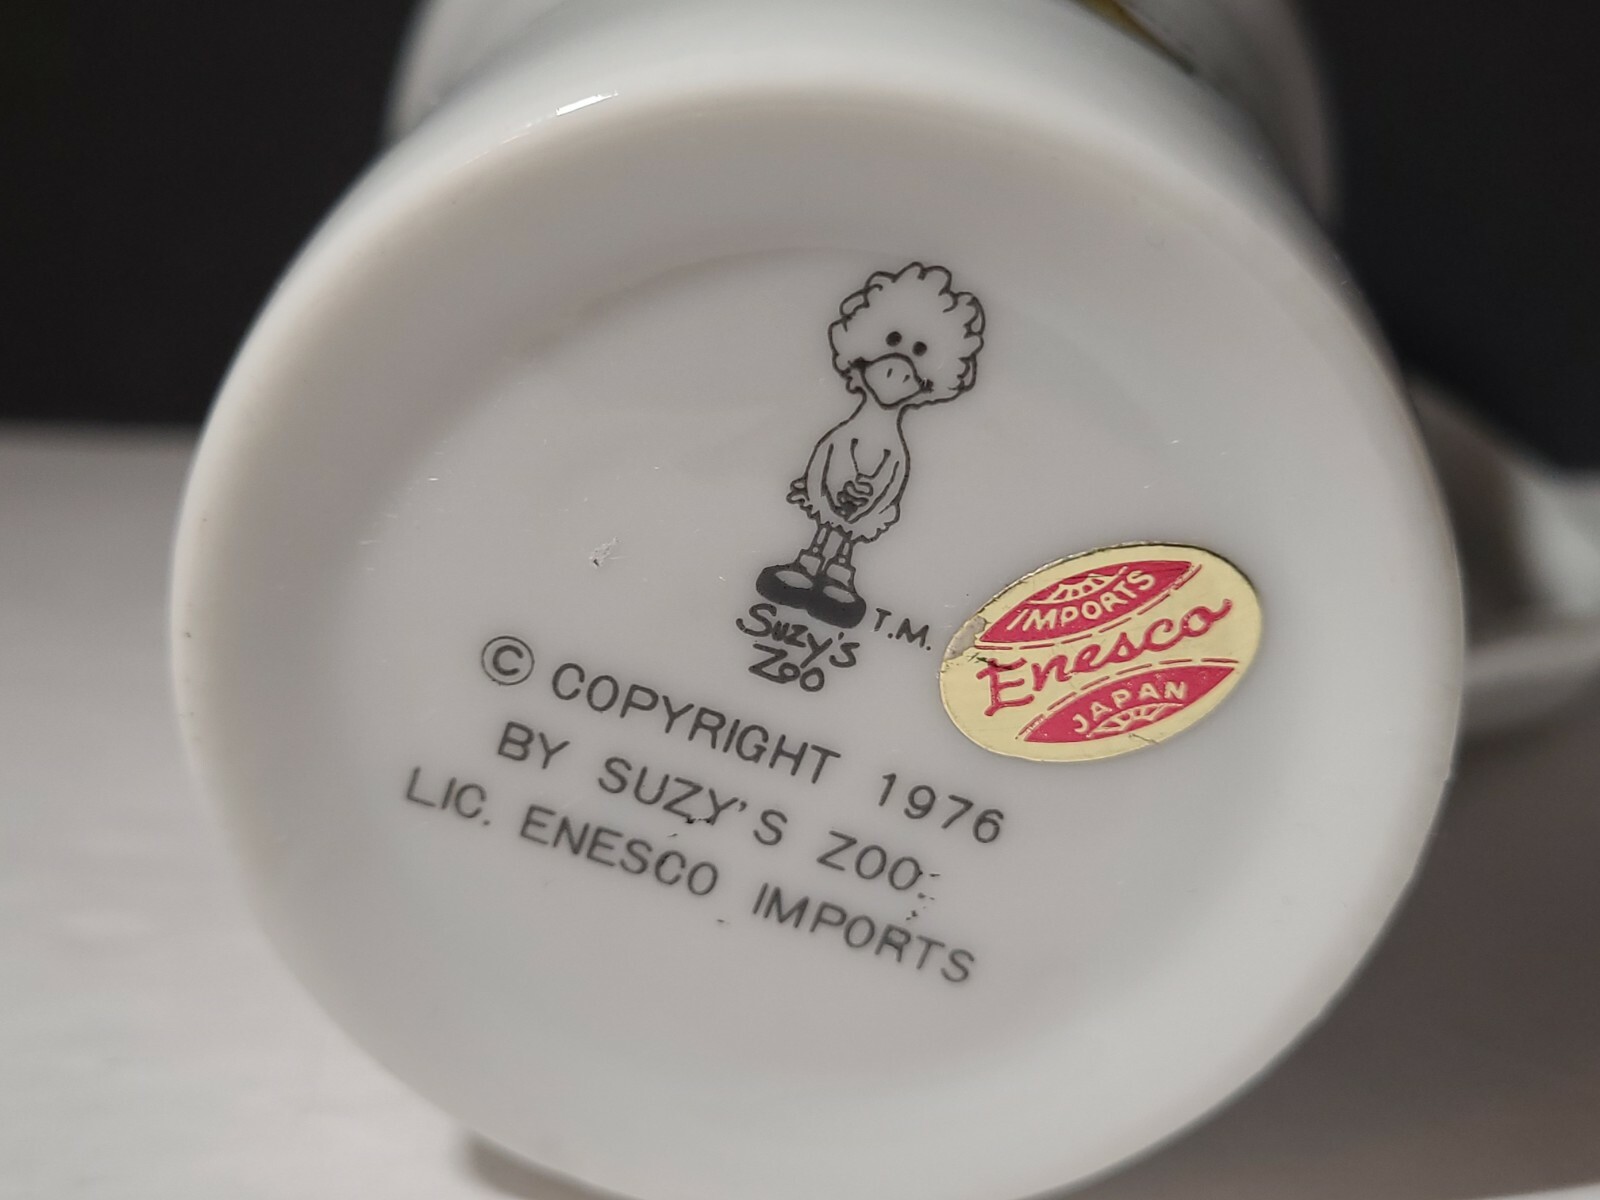 Suzy's
Zoo
T.M.
© COPYRIGHT 1976
BY SUZY'S ZOO.
LIC. ENESCO IMPORTS
IMPORTS
Enesco
JAPAN